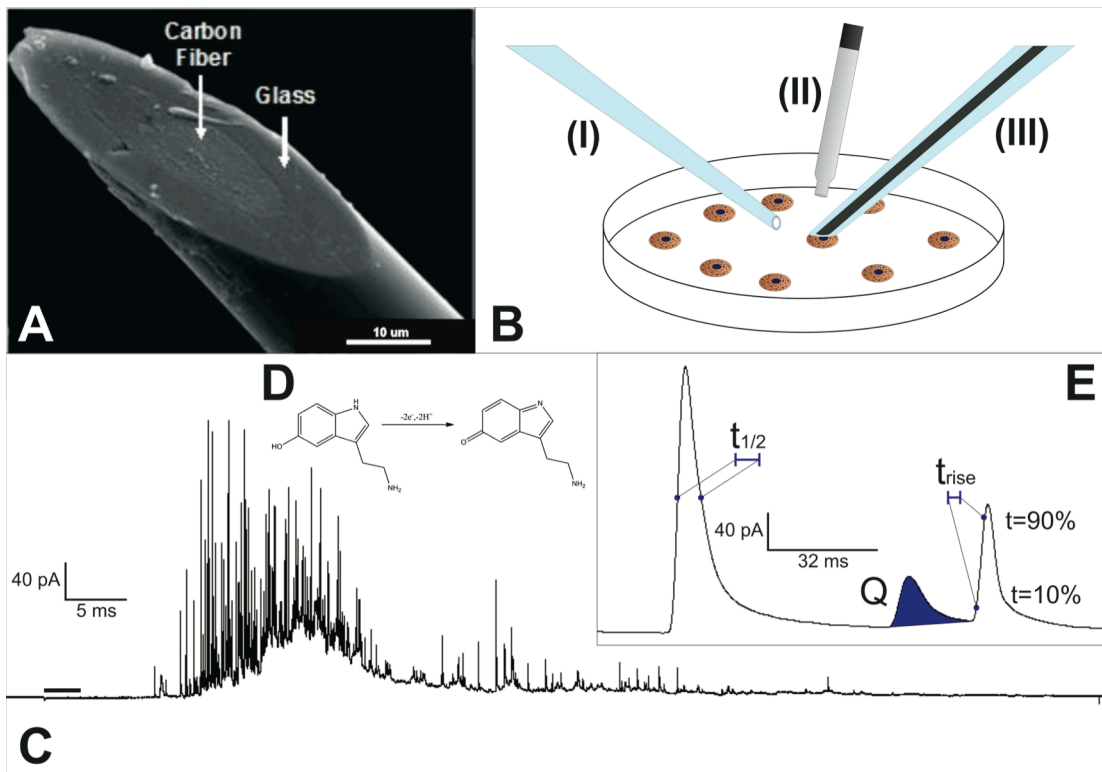 Carbon
Fiber
Glass
10 um
A
(I)
(II)
(III)
B
D
HO
NH
NH₂
-2e⁻,-2H⁺
O
N
NH₂
E
t1/2
trise
t=90%
40 pA
32 ms
Q
t=10%
40 pA
5 ms
C